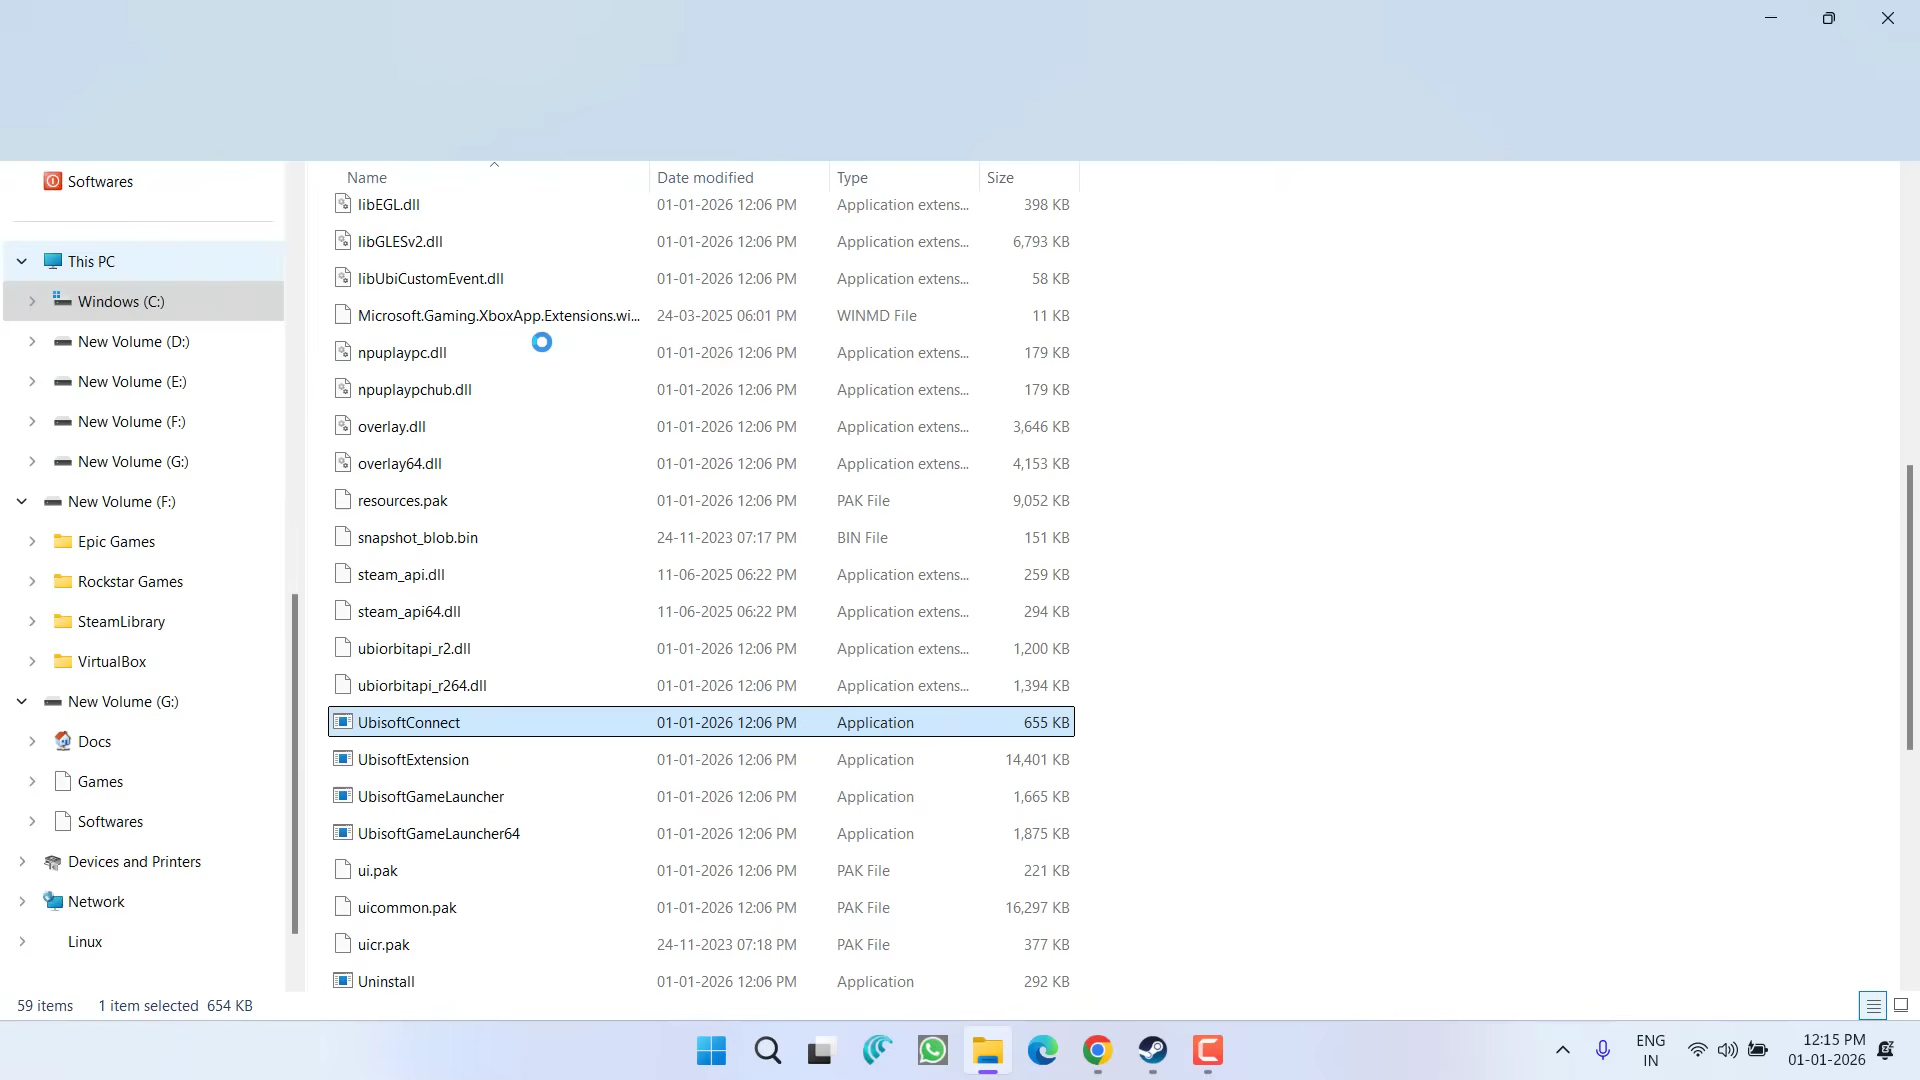 Softwares
This PC
Windows (C:)
New Volume (D:)
New Volume (E:)
New Volume (F:)
New Volume (G:)
New Volume (F:)
Epic Games
Rockstar Games
SteamLibrary
VirtualBox
New Volume (G:)
Docs
Games
Softwares
Devices and Printers
Network
Linux
Name Date modified Type Size
libEGL.dll 01-01-2026 12:06 PM Application extens... 398 KB
libGLESv2.dll 01-01-2026 12:06 PM Application extens... 6,793 KB
libUbiCustomEvent.dll 01-01-2026 12:06 PM Application extens... 58 KB
Microsoft.Gaming.XboxApp.Extensions.wi... 24-03-2025 06:01 PM WINMD File 11 KB
npuplaypc.dll 01-01-2026 12:06 PM Application extens... 179 KB
npuplaypchub.dll 01-01-2026 12:06 PM Application extens... 179 KB
overlay.dll 01-01-2026 12:06 PM Application extens... 3,646 KB
overlay64.dll 01-01-2026 12:06 PM Application extens... 4,153 KB
resources.pak 01-01-2026 12:06 PM PAK File 9,052 KB
snapshot_blob.bin 24-11-2023 07:17 PM BIN File 151 KB
steam_api.dll 11-06-2025 06:22 PM Application extens... 259 KB
steam_api64.dll 11-06-2025 06:22 PM Application extens... 294 KB
ubiorbitapi_r2.dll 01-01-2026 12:06 PM Application extens... 1,200 KB
ubiorbitapi_r264.dll 01-01-2026 12:06 PM Application extens... 1,394 KB
UbisoftConnect 01-01-2026 12:06 PM Application 655 KB
UbisoftExtension 01-01-2026 12:06 PM Application 14,401 KB
UbisoftGameLauncher 01-01-2026 12:06 PM Application 1,665 KB
UbisoftGameLauncher64 01-01-2026 12:06 PM Application 1,875 KB
ui.pak 01-01-2026 12:06 PM PAK File 221 KB
uicommon.pak 01-01-2026 12:06 PM PAK File 16,297 KB
uicr.pak 24-11-2023 07:18 PM PAK File 377 KB
Uninstall 01-01-2026 12:06 PM Application 292 KB
59 items 1 item selected 654 KB
ENG
IN
12:15 PM
01-01-2026